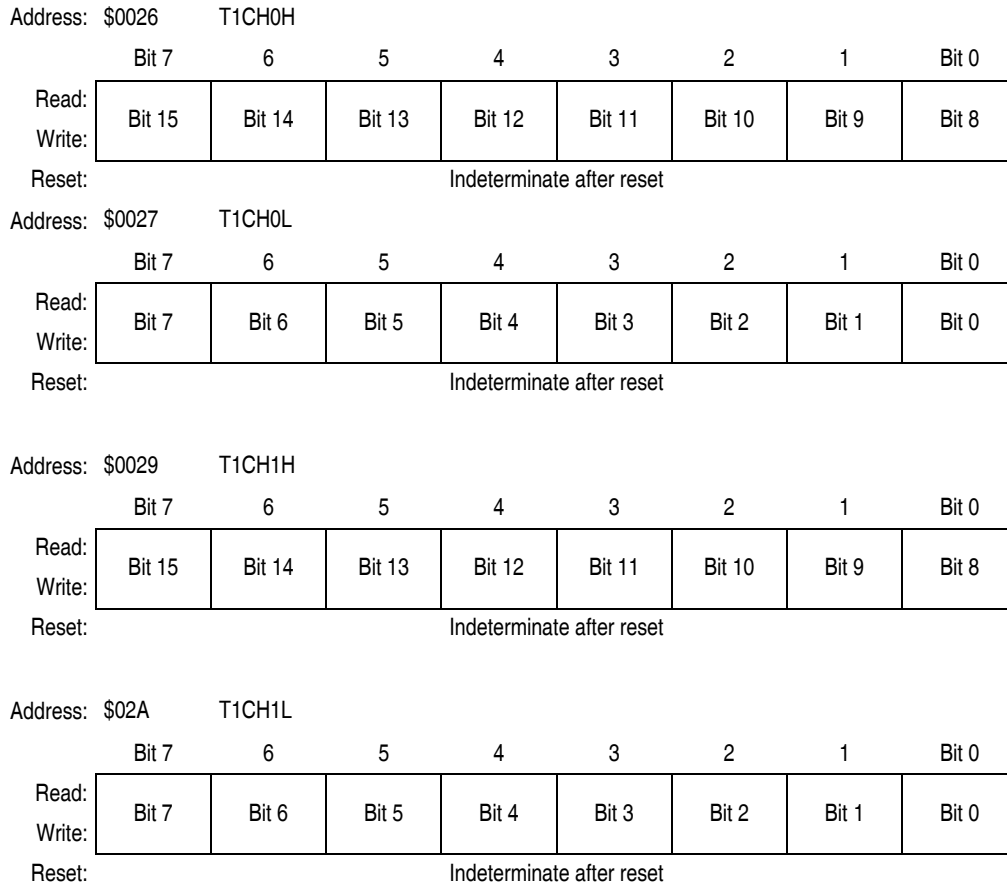 Address: $0026 T1CH0H
Bit 7 6 5 4 3 2 1 Bit 0
Read:
Bit 15 Bit 14 Bit 13 Bit 12 Bit 11 Bit 10 Bit 9 Bit 8
Write:
Reset: Indeterminate after reset
Address: $0027 T1CH0L
Bit 7 6 5 4 3 2 1 Bit 0
Read:
Bit 7 Bit 6 Bit 5 Bit 4 Bit 3 Bit 2 Bit 1 Bit 0
Write:
Reset: Indeterminate after reset
Address: $0029 T1CH1H
Bit 7 6 5 4 3 2 1 Bit 0
Read:
Bit 15 Bit 14 Bit 13 Bit 12 Bit 11 Bit 10 Bit 9 Bit 8
Write:
Reset: Indeterminate after reset
Address: $02A T1CH1L
Bit 7 6 5 4 3 2 1 Bit 0
Read:
Bit 7 Bit 6 Bit 5 Bit 4 Bit 3 Bit 2 Bit 1 Bit 0
Write:
Reset: Indeterminate after reset